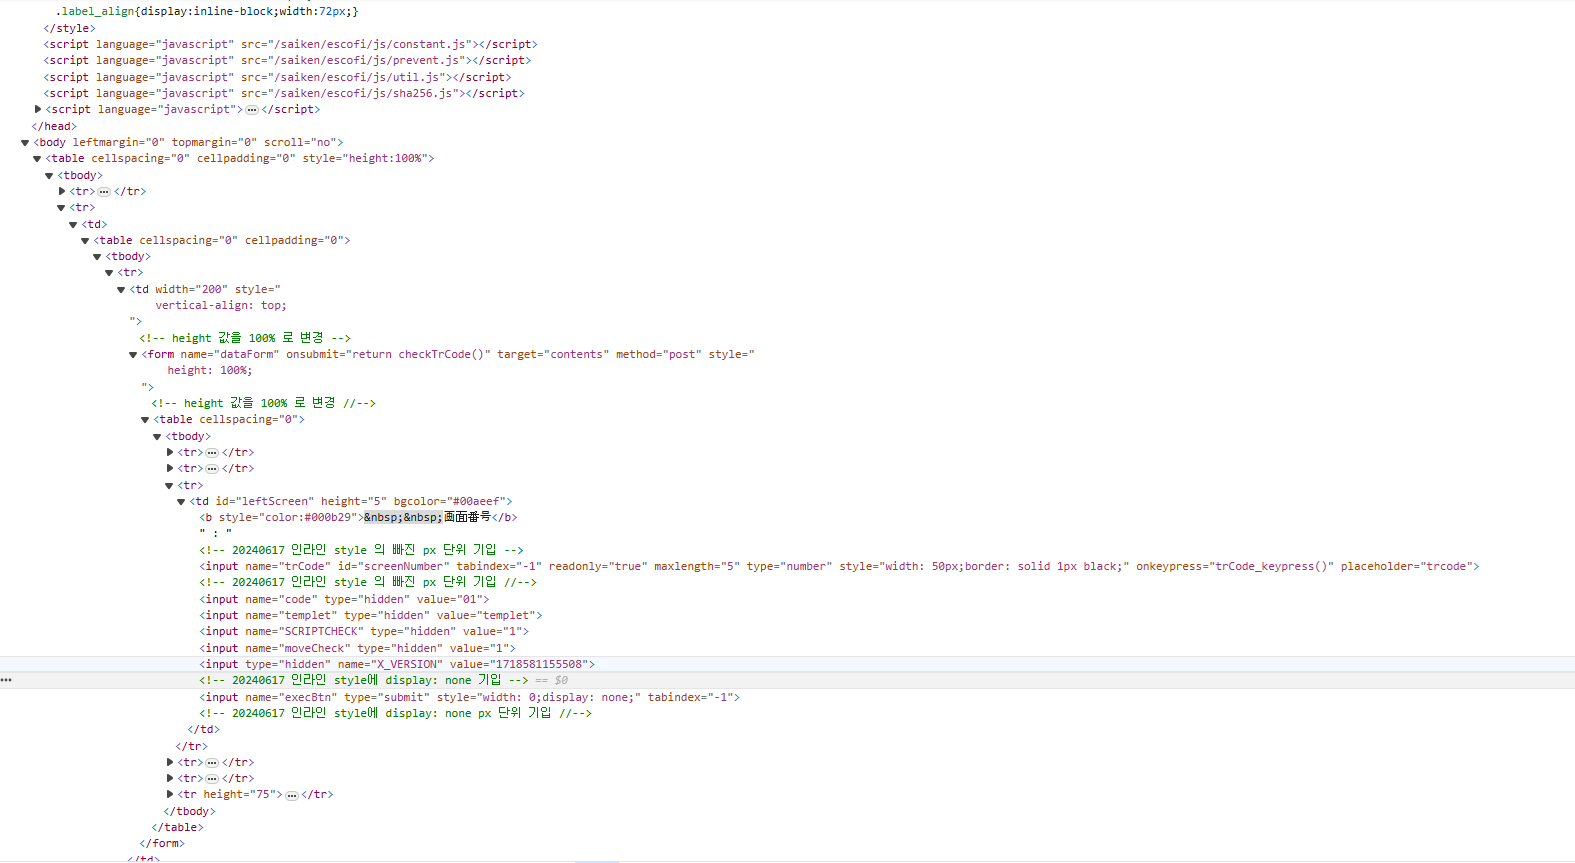 .label_align{display:inline-block;width:72px;}
</style>
<script language="javascript" src="/saiken/escofi/js/constant.js"></script>
<script language="javascript" src="/saiken/escofi/js/prevent.js"></script>
<script language="javascript" src="/saiken/escofi/js/util.js"></script>
<script language="javascript" src="/saiken/escofi/js/sha256.js"></script>
▶<script language="javascript">…</script>
</head>
▼<body leftmargin="0" topmargin="0" scroll="no">
▼<table cellspacing="0" cellpadding="0" style="height:100%">
▼<tbody>
▶<tr>…</tr>
▼<tr>
▼<td>
▼<table cellspacing="0" cellpadding="0">
▼<tbody>
▼<tr>
▼<td width="200" style="
vertical-align: top;
">
<!-- height 값을 100% 로 변경 -->
▼<form name="dataForm" onsubmit="return checkTrCode()" target="contents" method="post" style="
height: 100%;
">
<!-- height 값을 100% 로 변경 //-->
▼<table cellspacing="0">
▼<tbody>
▶<tr>…</tr>
▶<tr>…</tr>
▼<tr>
▼<td id="leftScreen" height="5" bgcolor="#00aeef">
<b style="color:#000b29">&nbsp;&nbsp;画面番号</b>
" : "
<!-- 20240617 인라인 style 의 빠진 px 단위 기입 -->
<input name="trCode" id="screenNumber" tabindex="-1" readonly="true" maxlength="5" type="number" style="width: 50px;border: solid 1px black;" onkeypress="trCode_keypress()" placeholder="trcode">
<!-- 20240617 인라인 style 의 빠진 px 단위 기입 //-->
<input name="code" type="hidden" value="01">
<input name="templet" type="hidden" value="templet">
<input name="SCRIPTCHECK" type="hidden" value="1">
<input name="moveCheck" type="hidden" value="1">
<input type="hidden" name="X_VERSION" value="1718581155508">
<!-- 20240617 인라인 style에 display: none 기입 --> == $0
<input name="execBtn" type="submit" style="width: 0;display: none;" tabindex="-1">
<!-- 20240617 인라인 style에 display: none px 단위 기입 //-->
</td>
</tr>
▶<tr>…</tr>
▶<tr>…</tr>
▶<tr height="75">…</tr>
</tbody>
</table>
</form>
</td>